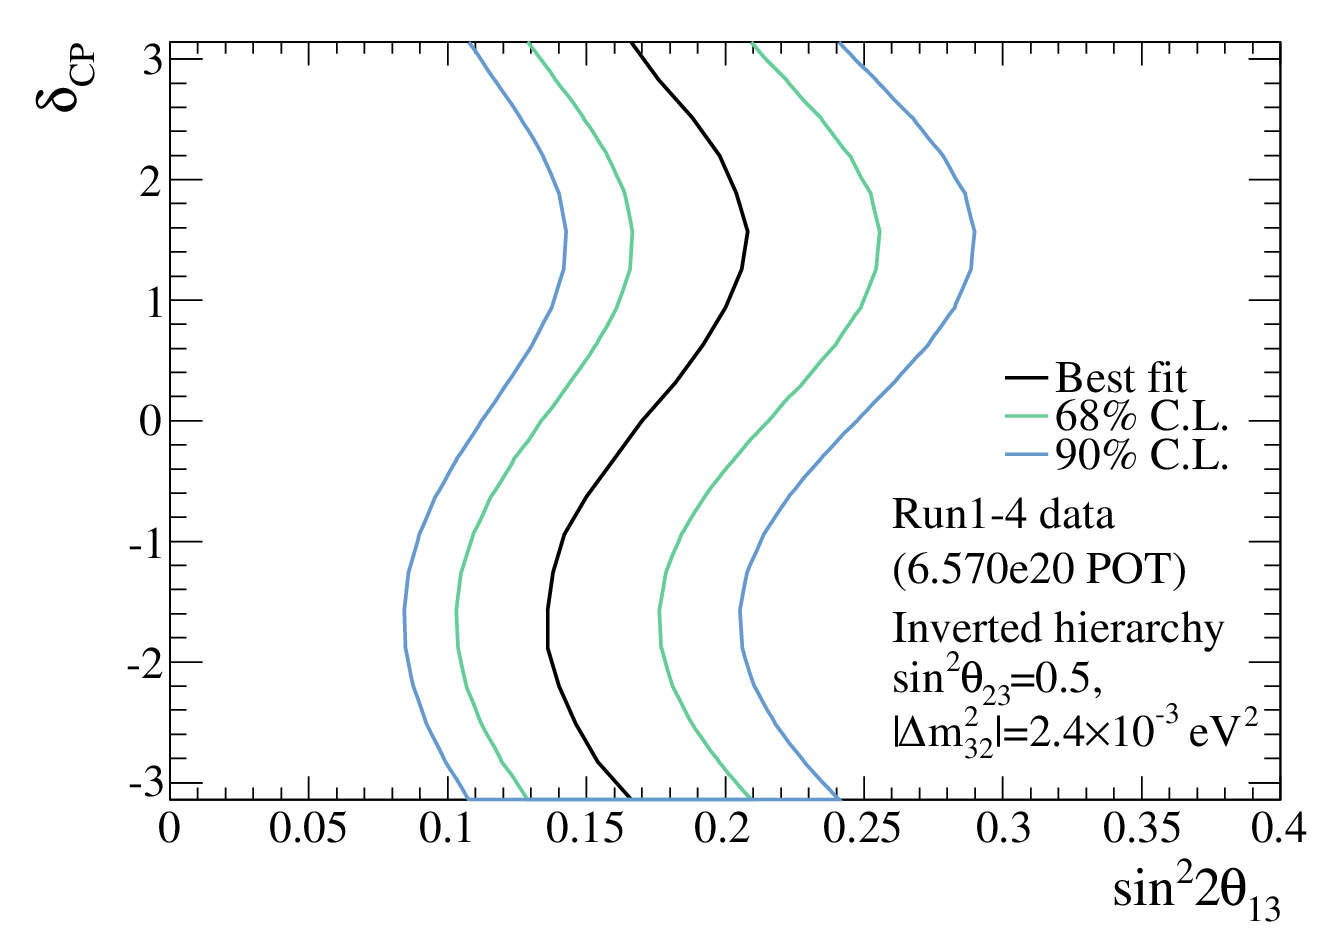 δCP
3
2
1
0
-1
-2
-3
Best fit
68% C.L.
90% C.L.
Run1-4 data
(6.570e20 POT)
Inverted hierarchy
sin²θ₂₃=0.5,
|Δm²₃₂|=2.4×10⁻³ eV²
0 0.05 0.1 0.15 0.2 0.25 0.3 0.35 0.4
sin²2θ₁₃